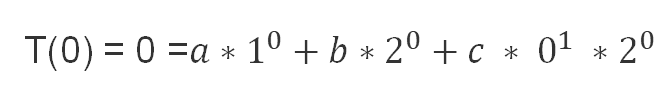 T(0) = 0 =a * 1⁰ + b * 2⁰ + c * 0¹ * 2⁰